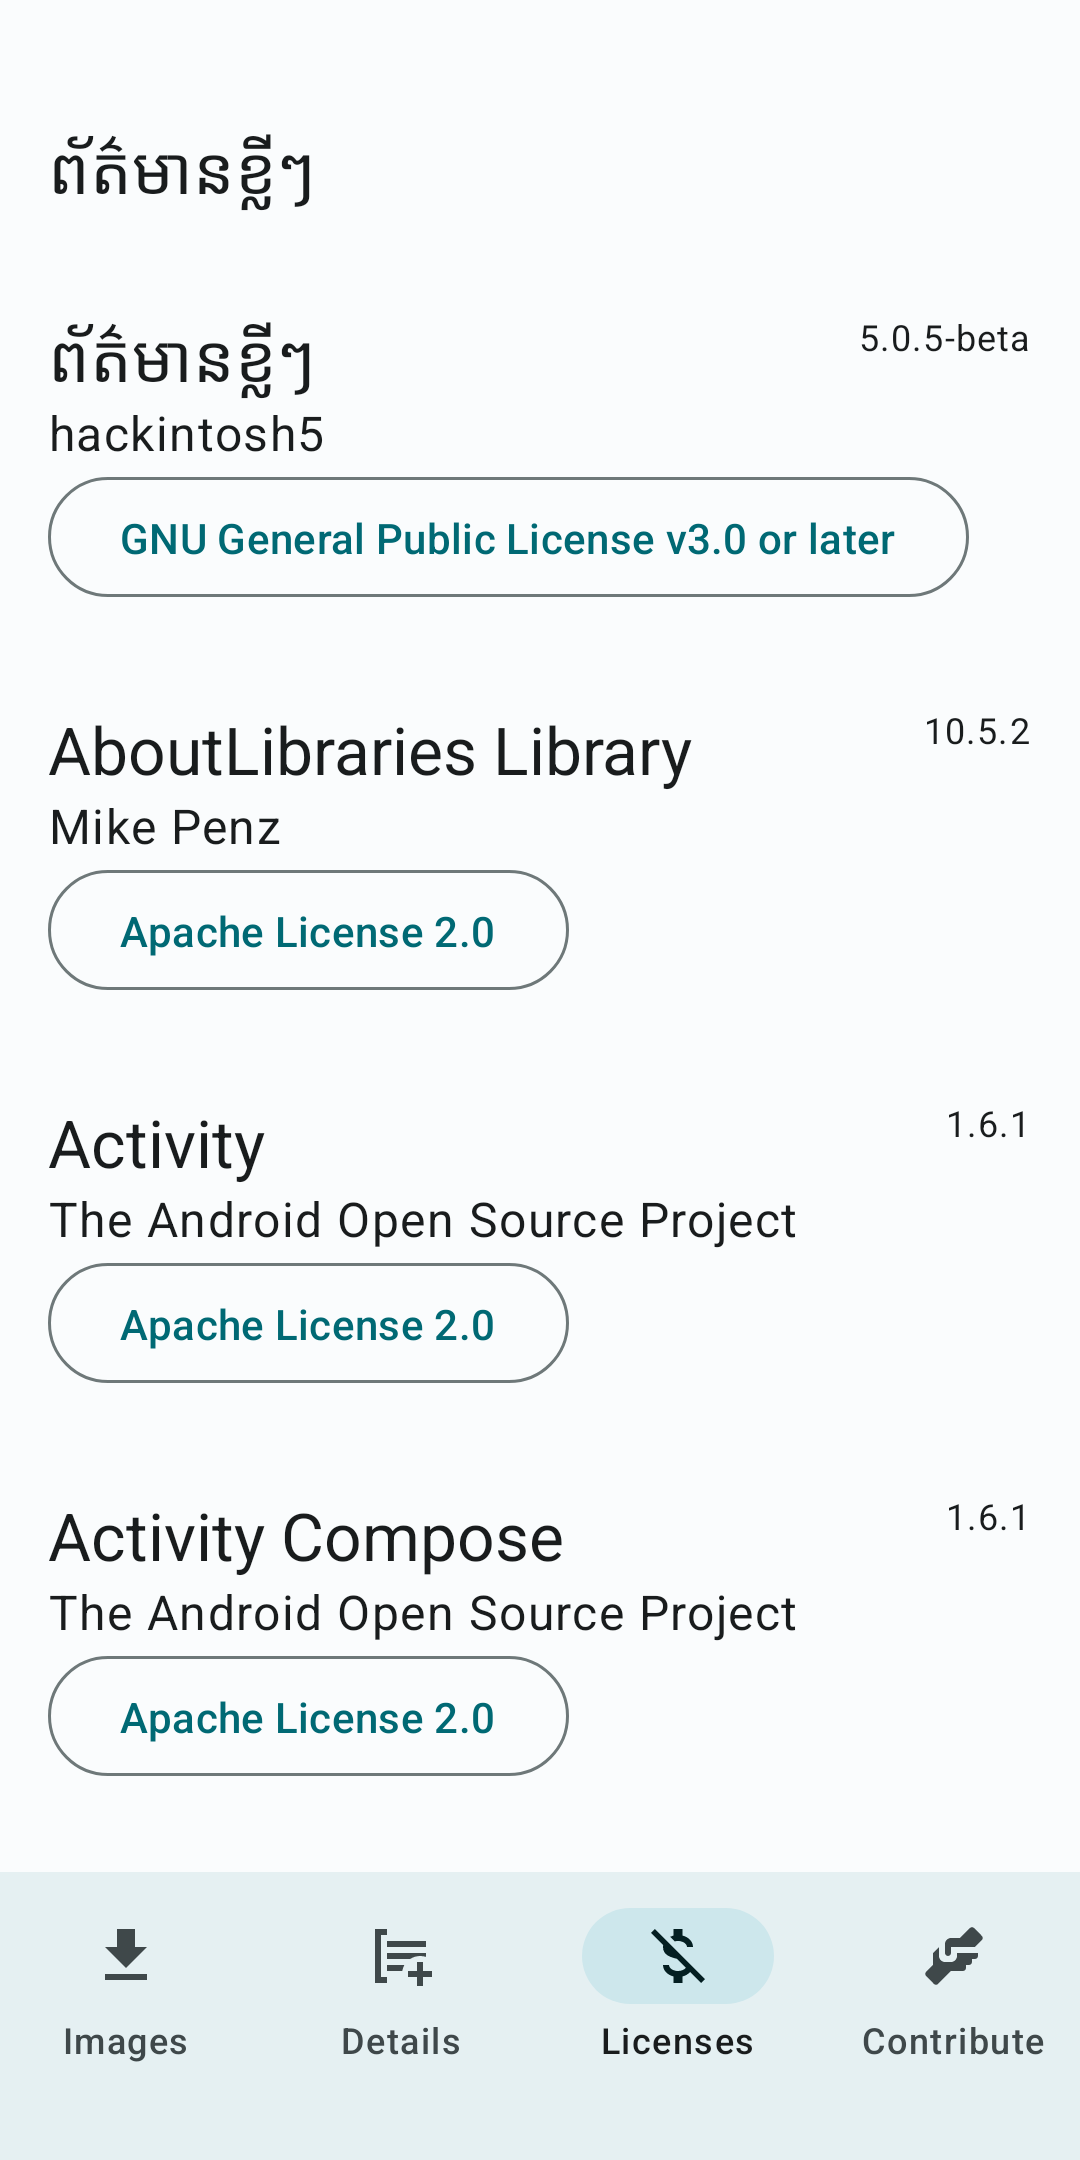 ព័ត៌មានខ្លីៗ
ព័ត៌មានខ្លីៗ
5.0.5-beta
hackintosh5
GNU General Public License v3.0 or later
AboutLibraries Library
10.5.2
Mike Penz
Apache License 2.0
Activity
1.6.1
The Android Open Source Project
Apache License 2.0
Activity Compose
1.6.1
The Android Open Source Project
Apache License 2.0
Images
Details
Licenses
Contribute